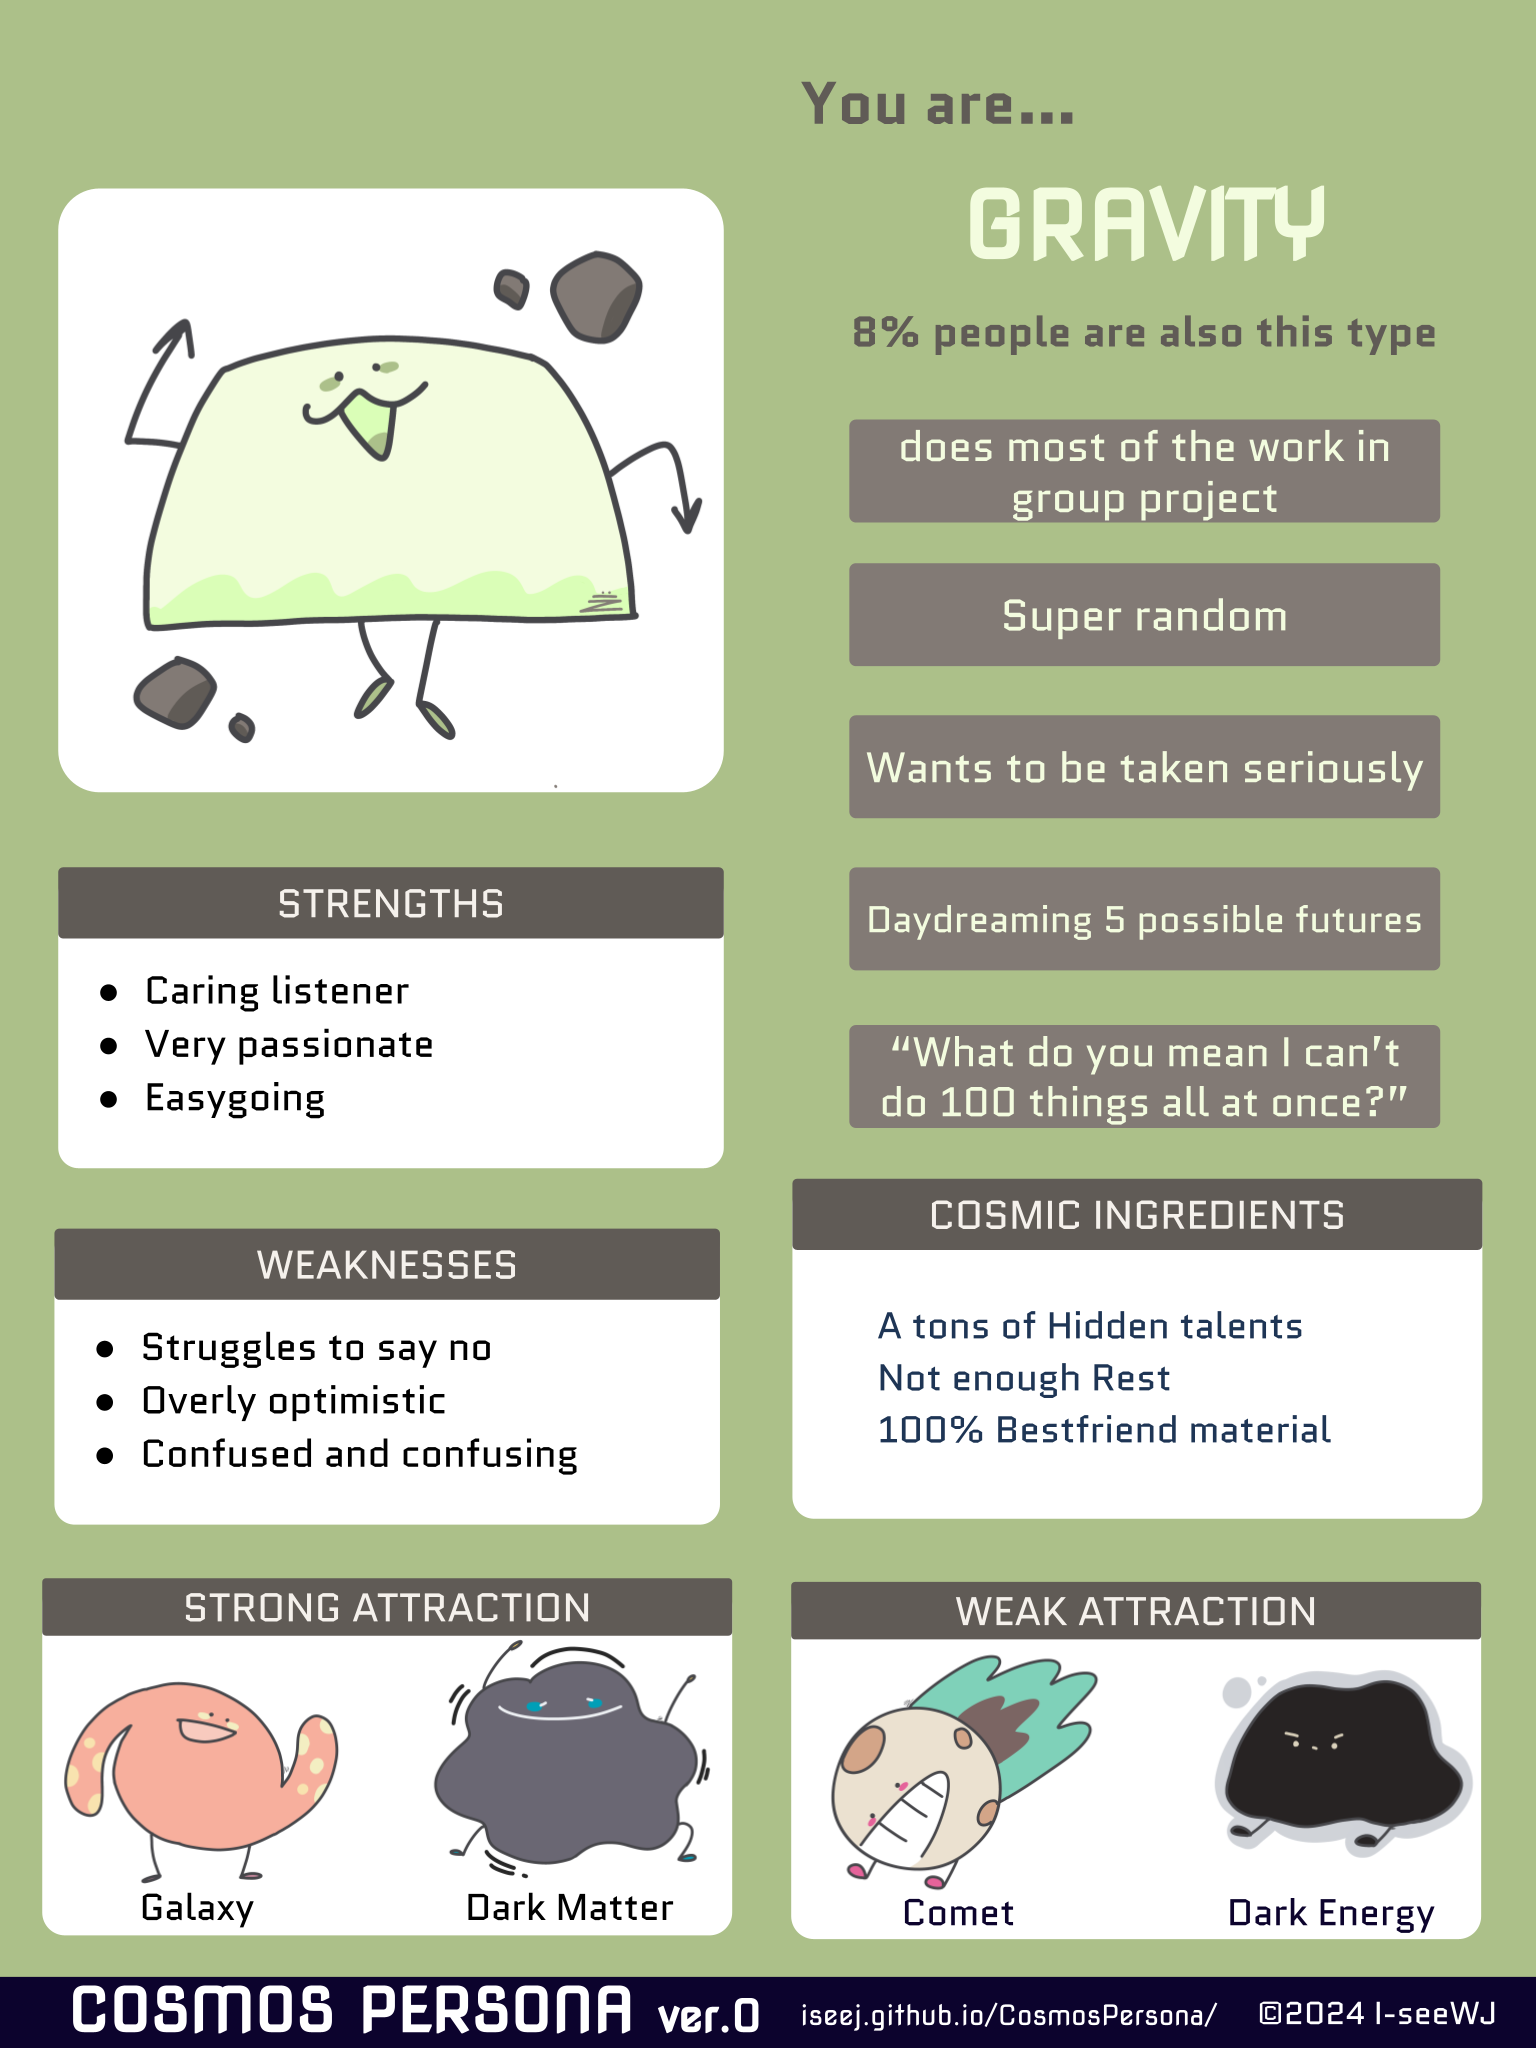 You are...
GRAVITY
8% people are also this type
does most of the work in
group project
Super random
Wants to be taken seriously
Daydreaming 5 possible futures
“What do you mean I can’t
do 100 things all at once?”
STRENGTHS
● Caring listener
● Very passionate
● Easygoing
WEAKNESSES
● Struggles to say no
● Overly optimistic
● Confused and confusing
COSMIC INGREDIENTS
A tons of Hidden talents
Not enough Rest
100% Bestfriend material
STRONG ATTRACTION
Galaxy
Dark Matter
WEAK ATTRACTION
Comet
Dark Energy
COSMOS PERSONA ver.0
iseej.github.io/CosmosPersona/
©2024 I-seeWJ